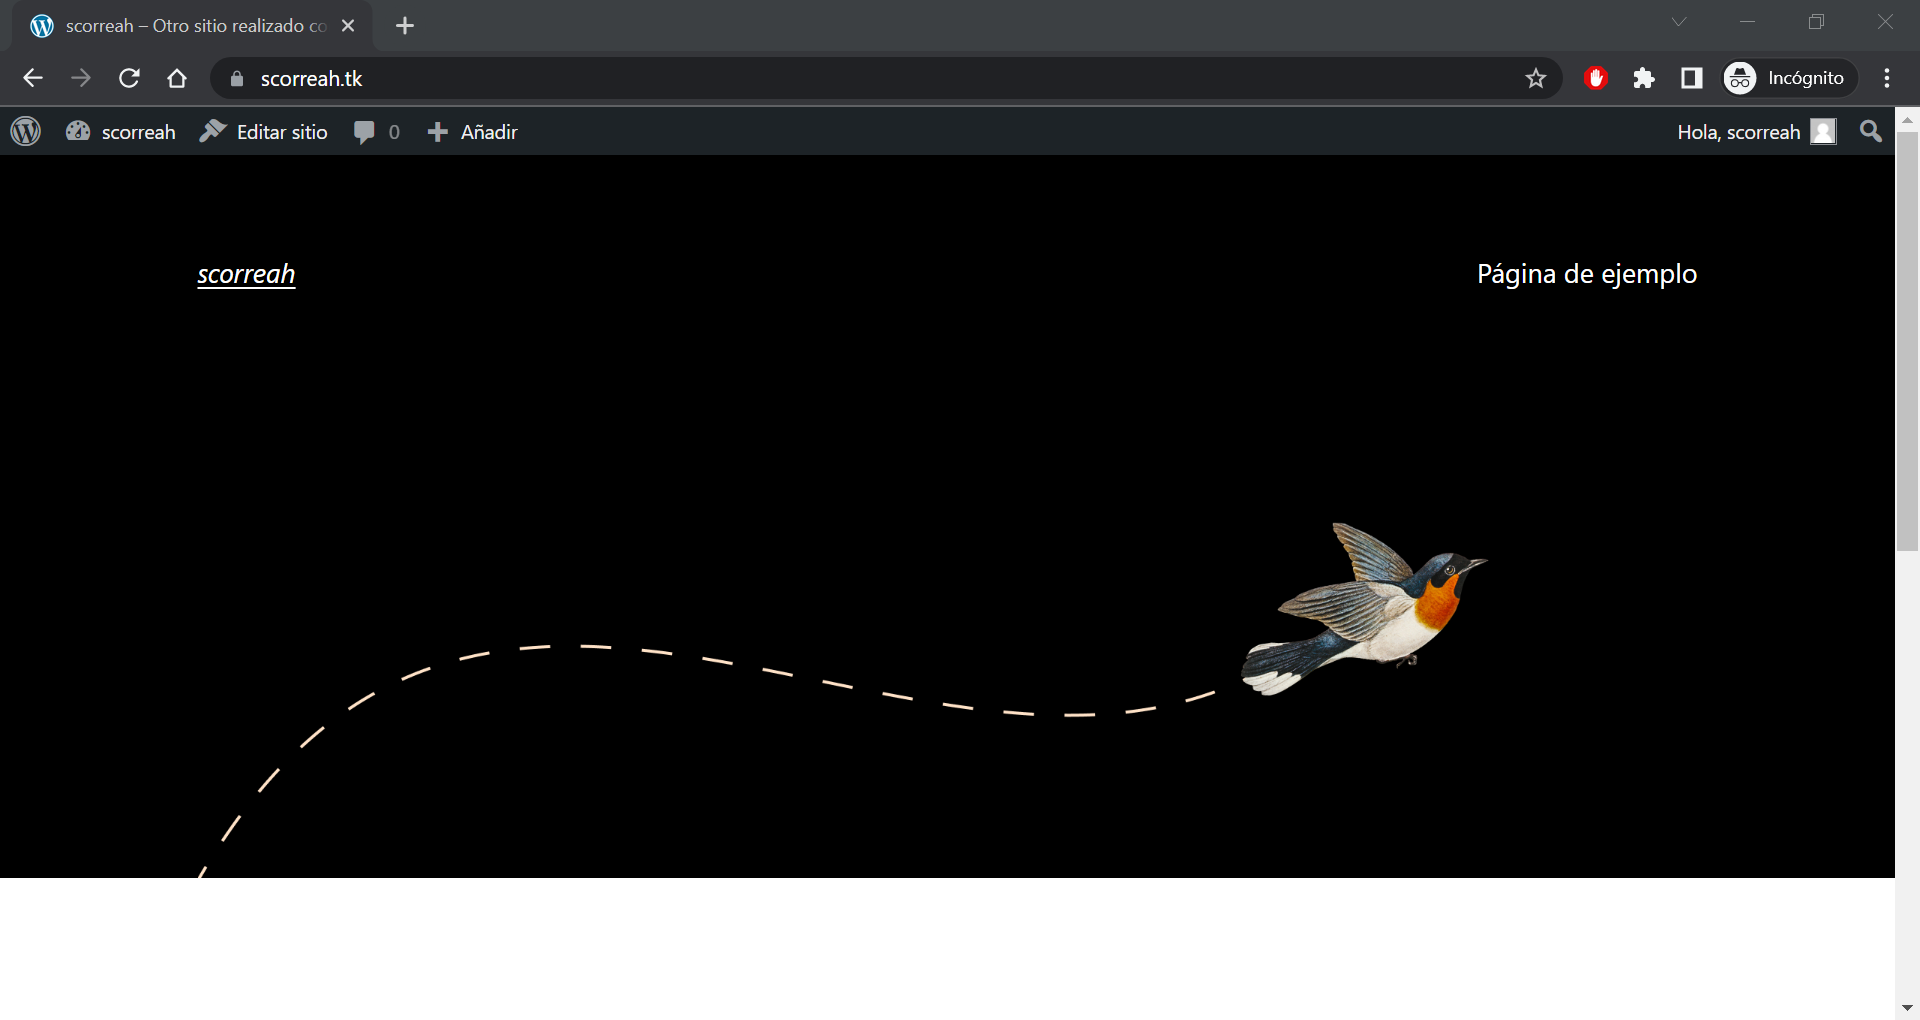 scorreah – Otro sitio realizado co
scorreah.tk
Incógnito
scorreah
Editar sitio
0
Añadir
Hola, scorreah
scorreah
Página de ejemplo